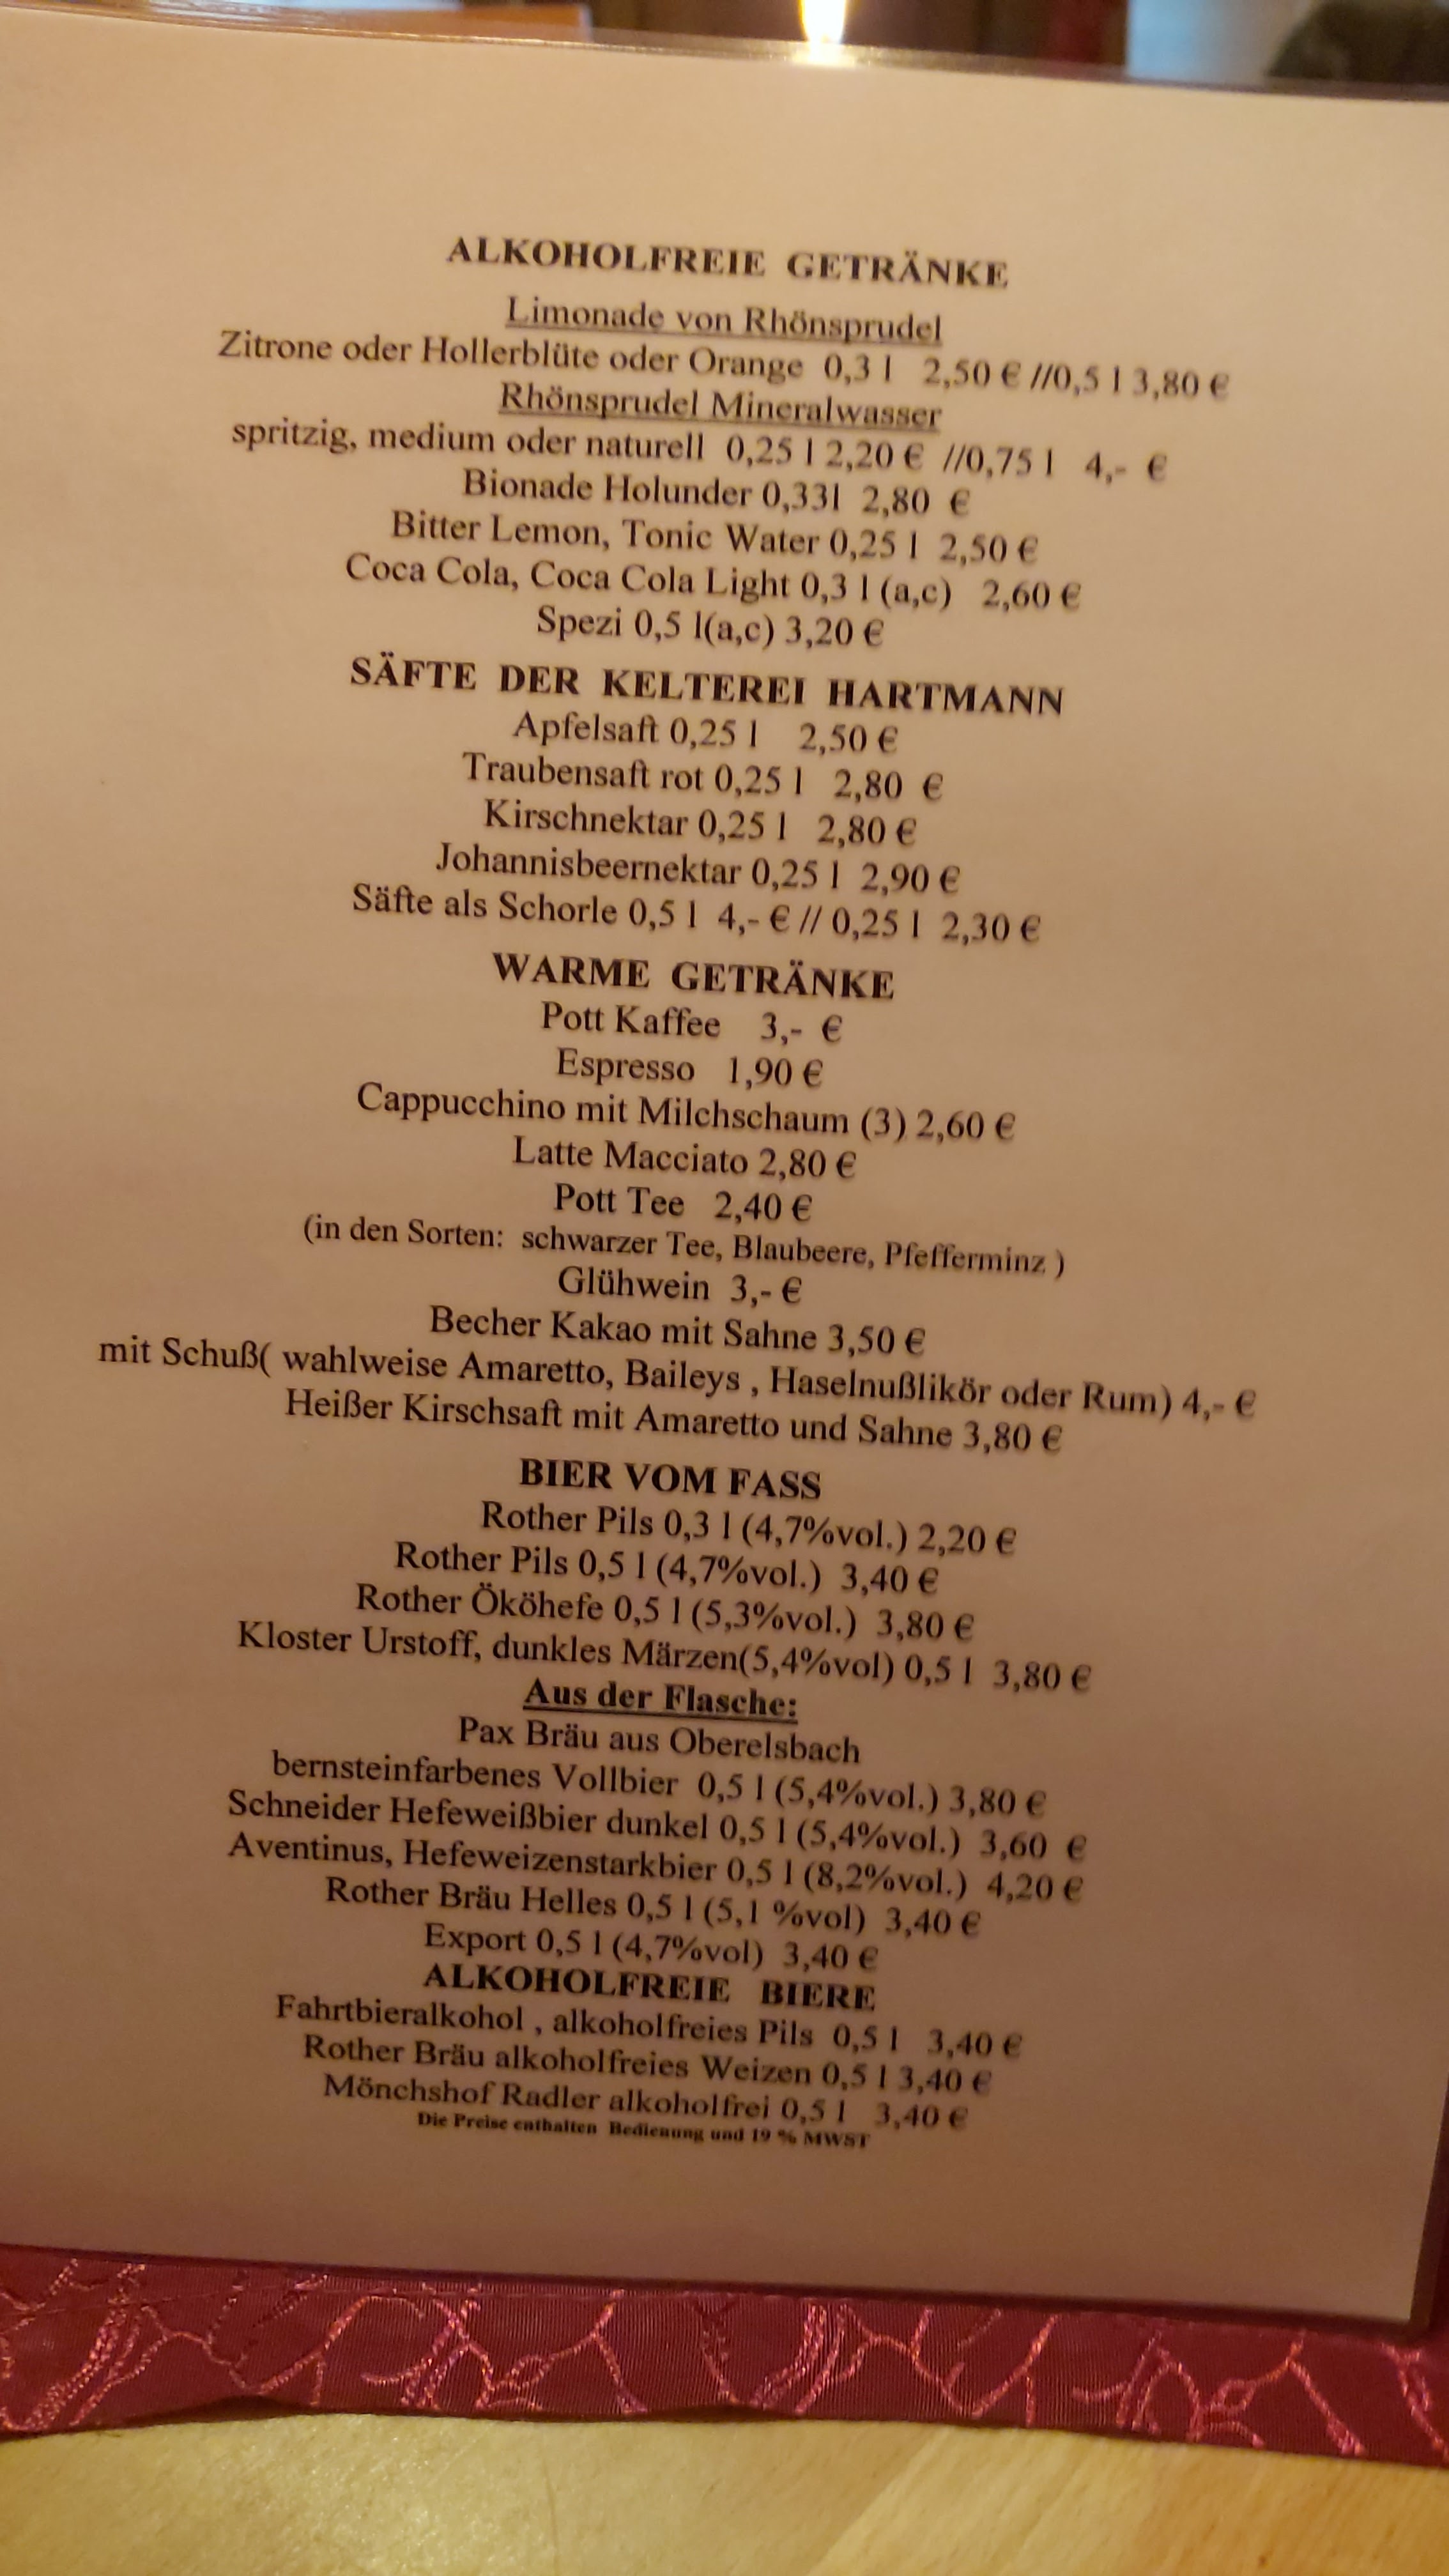 ALKOHOLFREIE GETRÄNKE
Limonade von Rhönsprudel
Zitrone oder Hollerblüte oder Orange 0,3 l 2,50 € //0,5 l 3,80 €
Rhönsprudel Mineralwasser
spritzig, medium oder naturell 0,25 l 2,20 € //0,75 l 4,- €
Bionade Holunder 0,33l 2,80 €
Bitter Lemon, Tonic Water 0,25 l 2,50 €
Coca Cola, Coca Cola Light 0,3 l (a,c) 2,60 €
Spezi 0,5 l(a,c) 3,20 €
SÄFTE DER KELTEREI HARTMANN
Apfelsaft 0,25 l 2,50 €
Traubensaft rot 0,25 l 2,80 €
Kirschnektar 0,25 l 2,80 €
Johannisbeernektar 0,25 l 2,90 €
Säfte als Schorle 0,5 l 4,- € // 0,25 l 2,30 €
WARME GETRÄNKE
Pott Kaffee 3,- €
Espresso 1,90 €
Cappucchino mit Milchschaum (3) 2,60 €
Latte Macciato 2,80 €
Pott Tee 2,40 €
(in den Sorten: schwarzer Tee, Blaubeere, Pfefferminz )
Glühwein 3,- €
Becher Kakao mit Sahne 3,50 €
mit Schuß( wahlweise Amaretto, Baileys , Haselnußlikör oder Rum) 4,- €
Heißer Kirschsaft mit Amaretto und Sahne 3,80 €
BIER VOM FASS
Rother Pils 0,3 l (4,7%vol.) 2,20 €
Rother Pils 0,5 l (4,7%vol.) 3,40 €
Rother Ököhefe 0,5 l (5,3%vol.) 3,80 €
Kloster Urstoff, dunkles Märzen(5,4%vol) 0,5 l 3,80 €
Aus der Flasche:
Pax Bräu aus Oberelsbach
bernsteinfarbenes Vollbier 0,5 l (5,4%vol.) 3,80 €
Schneider Hefeweißbier dunkel 0,5 l (5,4%vol.) 3,60 €
Aventinus, Hefeweizenstarkbier 0,5 l (8,2%vol.) 4,20 €
Rother Bräu Helles 0,5 l (5,1 %vol) 3,40 €
Export 0,5 l (4,7%vol) 3,40 €
ALKOHOLFREIE BIERE
Fahrtbieralkohol , alkoholfreies Pils 0,5 l 3,40 €
Rother Bräu alkoholfreies Weizen 0,5 l 3,40 €
Mönchshof Radler alkoholfrei 0,5 l 3,40 €
Die Preise enthalten Bedienung und 19 % MWST